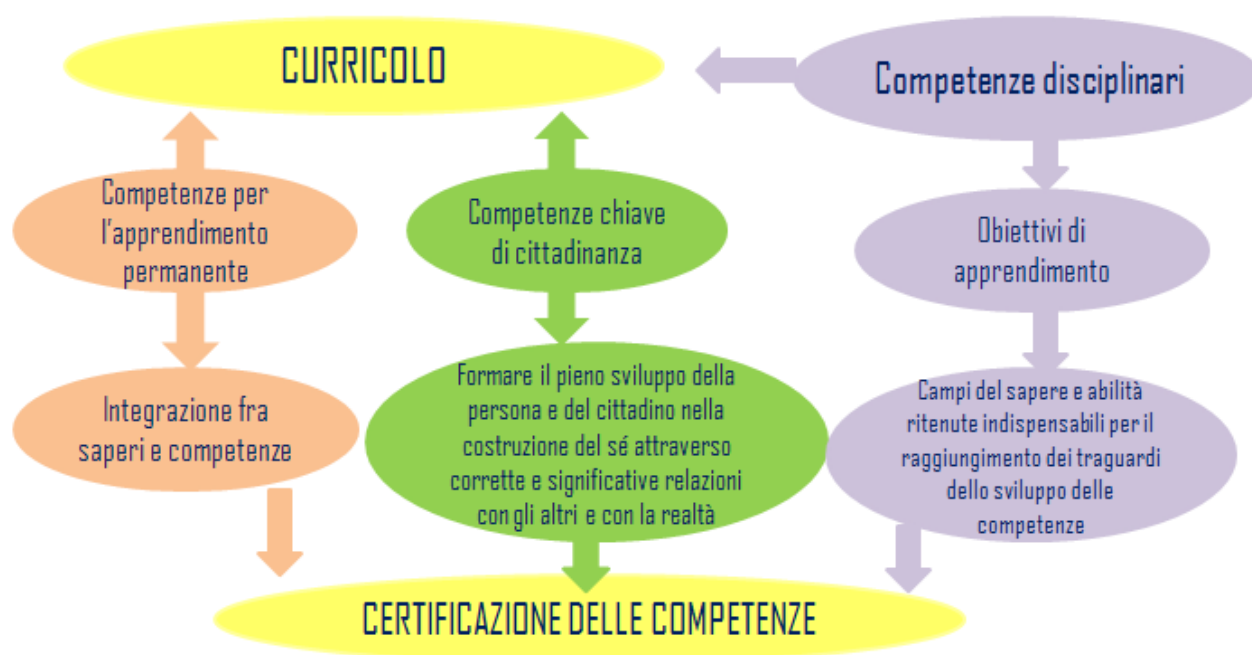 CURRICOLO
Competenze disciplinari
Competenze per
l'apprendimento
permanente
Competenze chiave
di cittadinanza
Obiettivi di
apprendimento
Integrazione fra
saperi e competenze
Formare il pieno sviluppo della
persona e del cittadino nella
costruzione del sé attraverso
corrette e significative relazioni
con gli altri e con la realtà
Campi del sapere e abilità
ritenute indispensabili per il
raggiungimento dei traguardi
dello sviluppo delle
competenze
CERTIFICAZIONE DELLE COMPETENZE